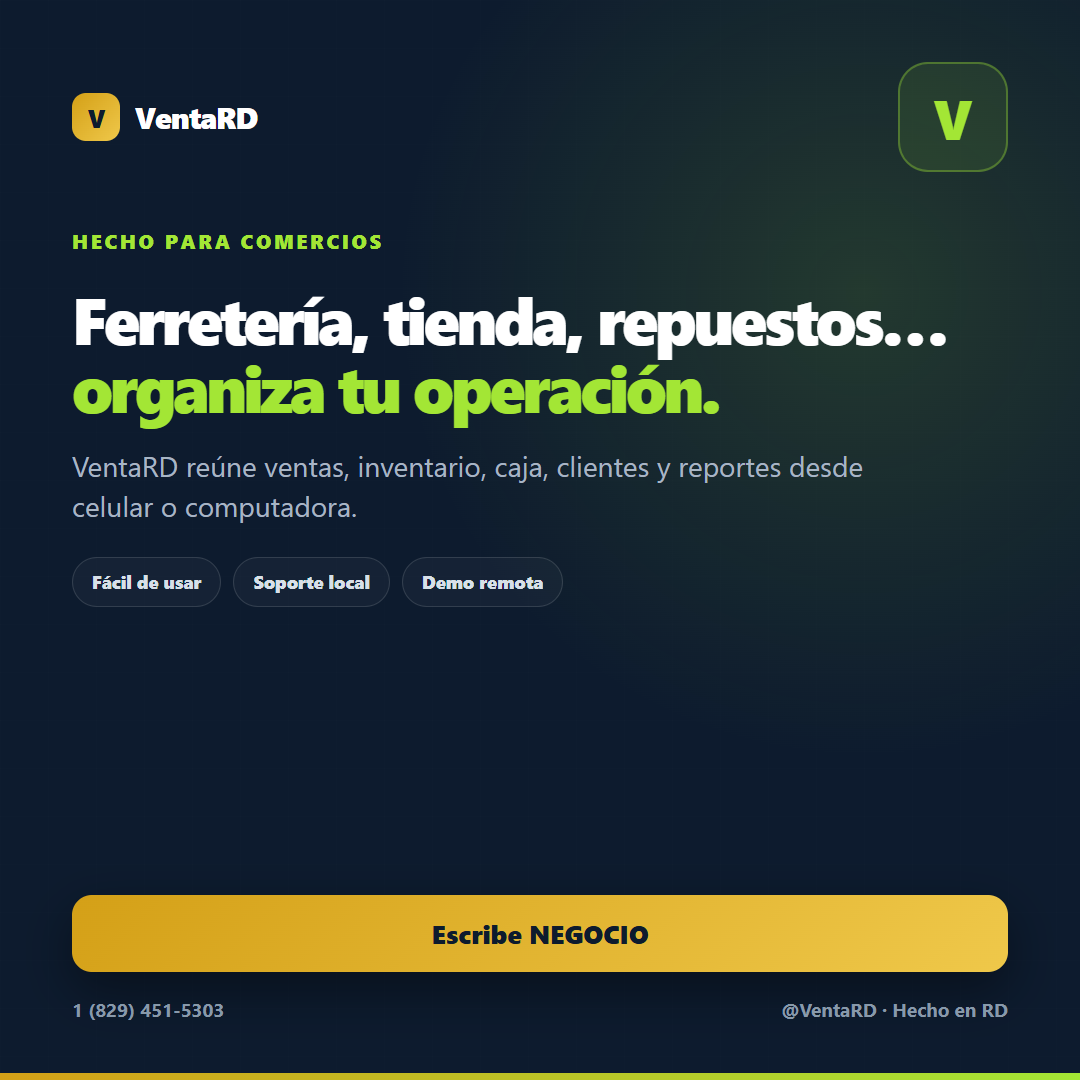 V VentaRD
V
HECHO PARA COMERCIOS
Ferretería, tienda, repuestos…
organiza tu operación.
VentaRD reúne ventas, inventario, caja, clientes y reportes desde
celular o computadora.
Fácil de usar Soporte local Demo remota
Escribe NEGOCIO
1 (829) 451-5303 @VentaRD · Hecho en RD